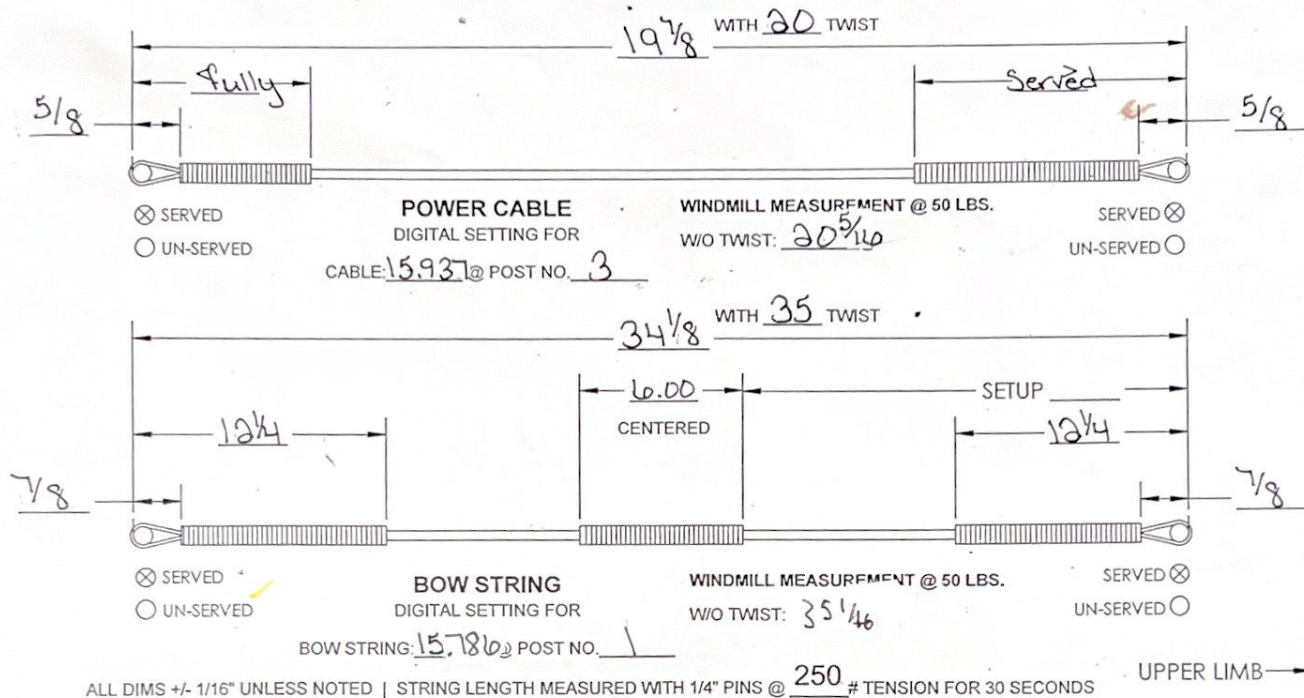 WITH 20 TWIST
19 7/8
Fully
Served
5/8
5/8
⊗ SERVED
○ UN-SERVED
POWER CABLE
DIGITAL SETTING FOR
CABLE: 15.937 @ POST NO. 3
WINDMILL MEASUREMENT @ 50 LBS.
W/O TWIST: 20 5/16
SERVED ⊗
UN-SERVED ○
WITH 35 TWIST
34 1/8
6.00
CENTERED
SETUP
12 1/4
12 1/4
7/8
7/8
⊗ SERVED
○ UN-SERVED
BOW STRING
DIGITAL SETTING FOR
BOW STRING: 15.786 @ POST NO. 1
WINDMILL MEASUREMENT @ 50 LBS.
W/O TWIST: 35 1/16
SERVED ⊗
UN-SERVED ○
ALL DIMS +/- 1/16" UNLESS NOTED | STRING LENGTH MEASURED WITH 1/4" PINS @ 250 # TENSION FOR 30 SECONDS
UPPER LIMB